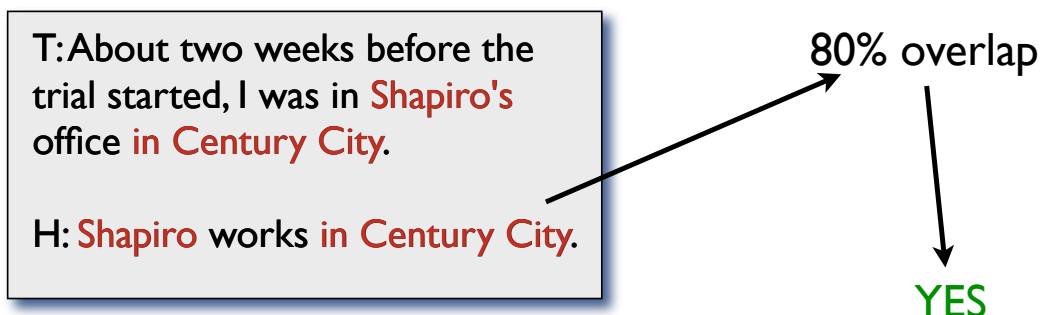 T: About two weeks before the
trial started, I was in Shapiro's
office in Century City.
H: Shapiro works in Century City.
80% overlap
YES